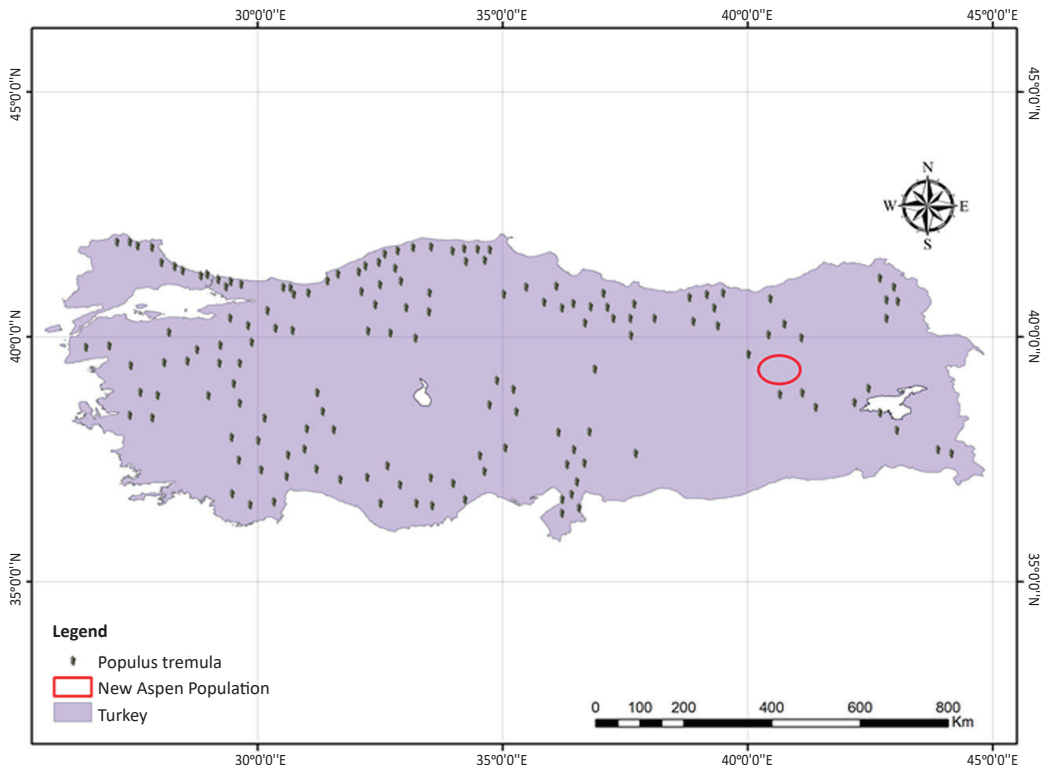 30°0'0"E 35°0'0"E 40°0'0"E 45°0'0"E
45°0'0"N 45°0'0"N
N
W E
S
40°0'0"N 40°0'0"N
35°0'0"N 35°0'0"N
Legend
Populus tremula
New Aspen Population
Turkey
0 100 200 400 600 800
Km
30°0'0"E 35°0'0"E 40°0'0"E 45°0'0"E